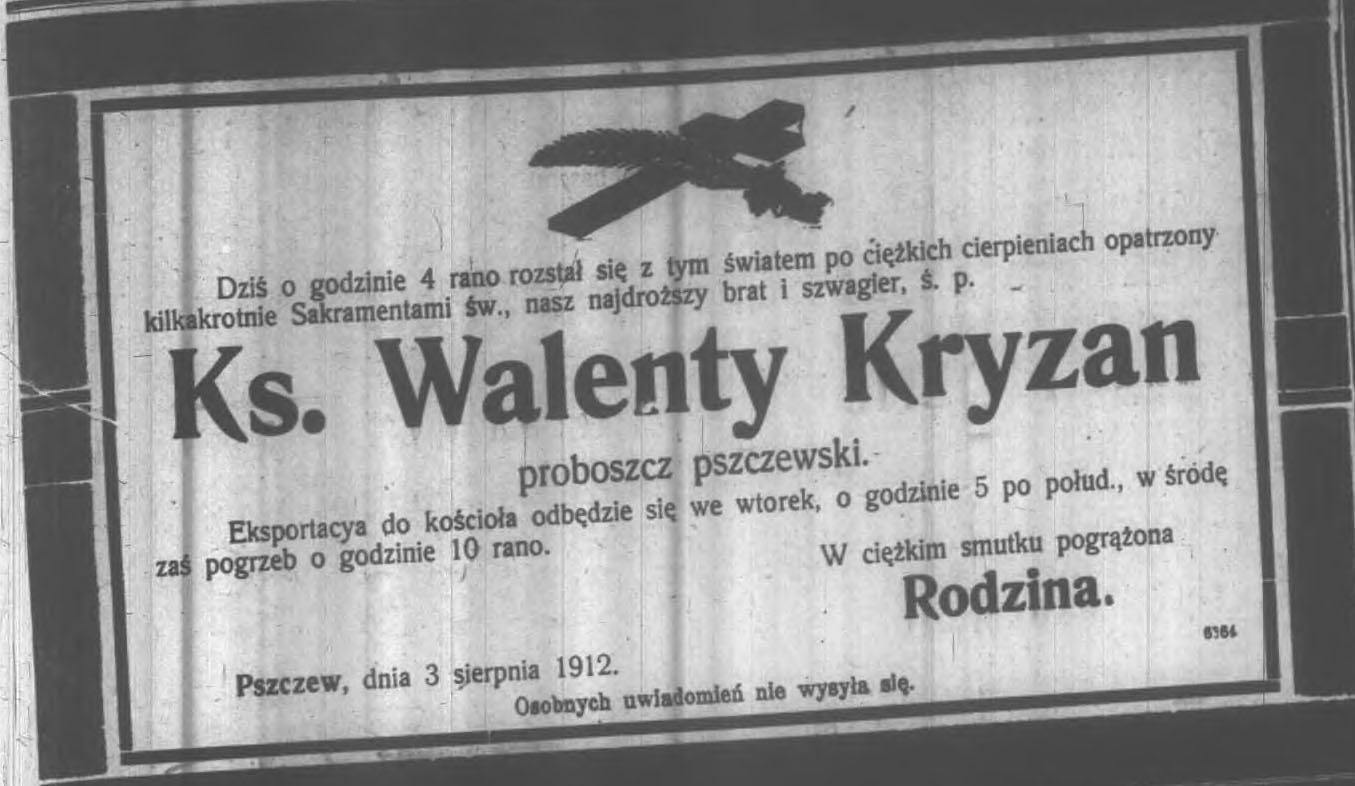 Dziś o godzinie 4 rano rozstał się z tym światem po ciężkich cierpieniach opatrzony
kilkakrotnie Sakramentami św., nasz najdroższy brat i szwagier, ś. p.
Ks. Walenty Kryzan
proboszcz pszczewski.
Eksportacya do kościoła odbędzie się we wtorek, o godzinie 5 po połud., w środę
zaś pogrzeb o godzinie 10 rano.
W ciężkim smutku pogrążona
Rodzina.
6364
Pszczew, dnia 3 sierpnia 1912.
Osobnych uwiadomień nie wysyła się.